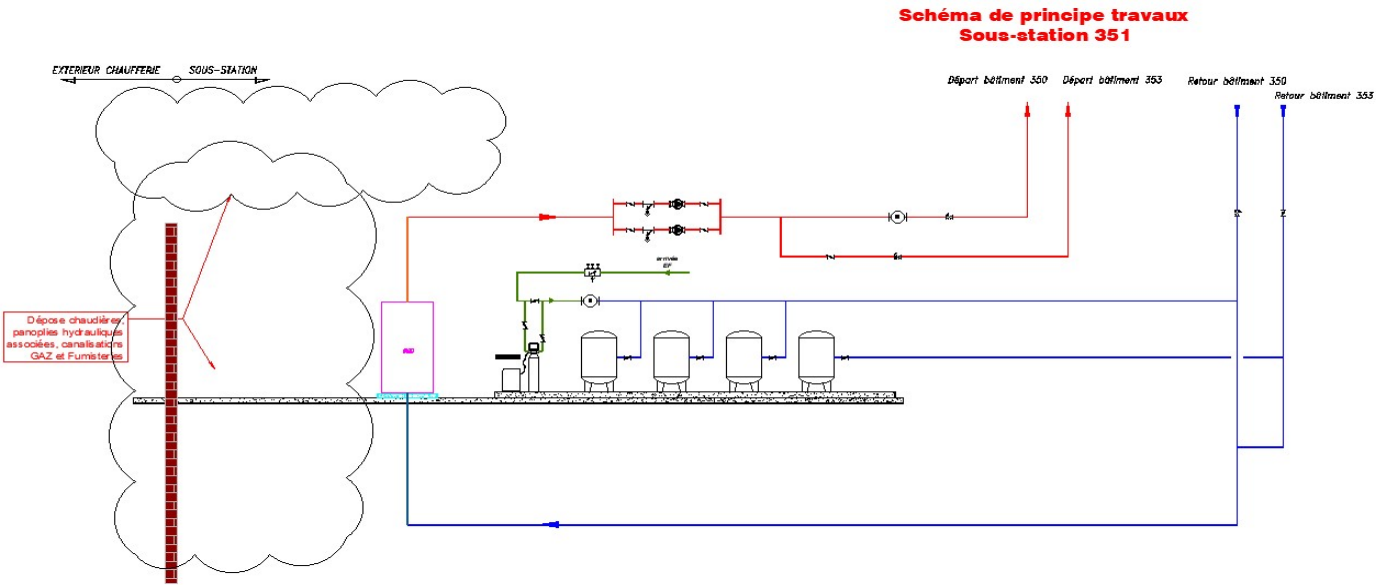 Schéma de principe travaux
Sous-station 351
EXTERIEUR CHAUFFERIE
SOUS-STATION
Départ bâtiment 350
Départ bâtiment 353
Retour bâtiment 350
Retour bâtiment 353
arrivée
EF
Dépose chaudières,
panoplies hydrauliques
associées, canalisations
GAZ et Fumisteries